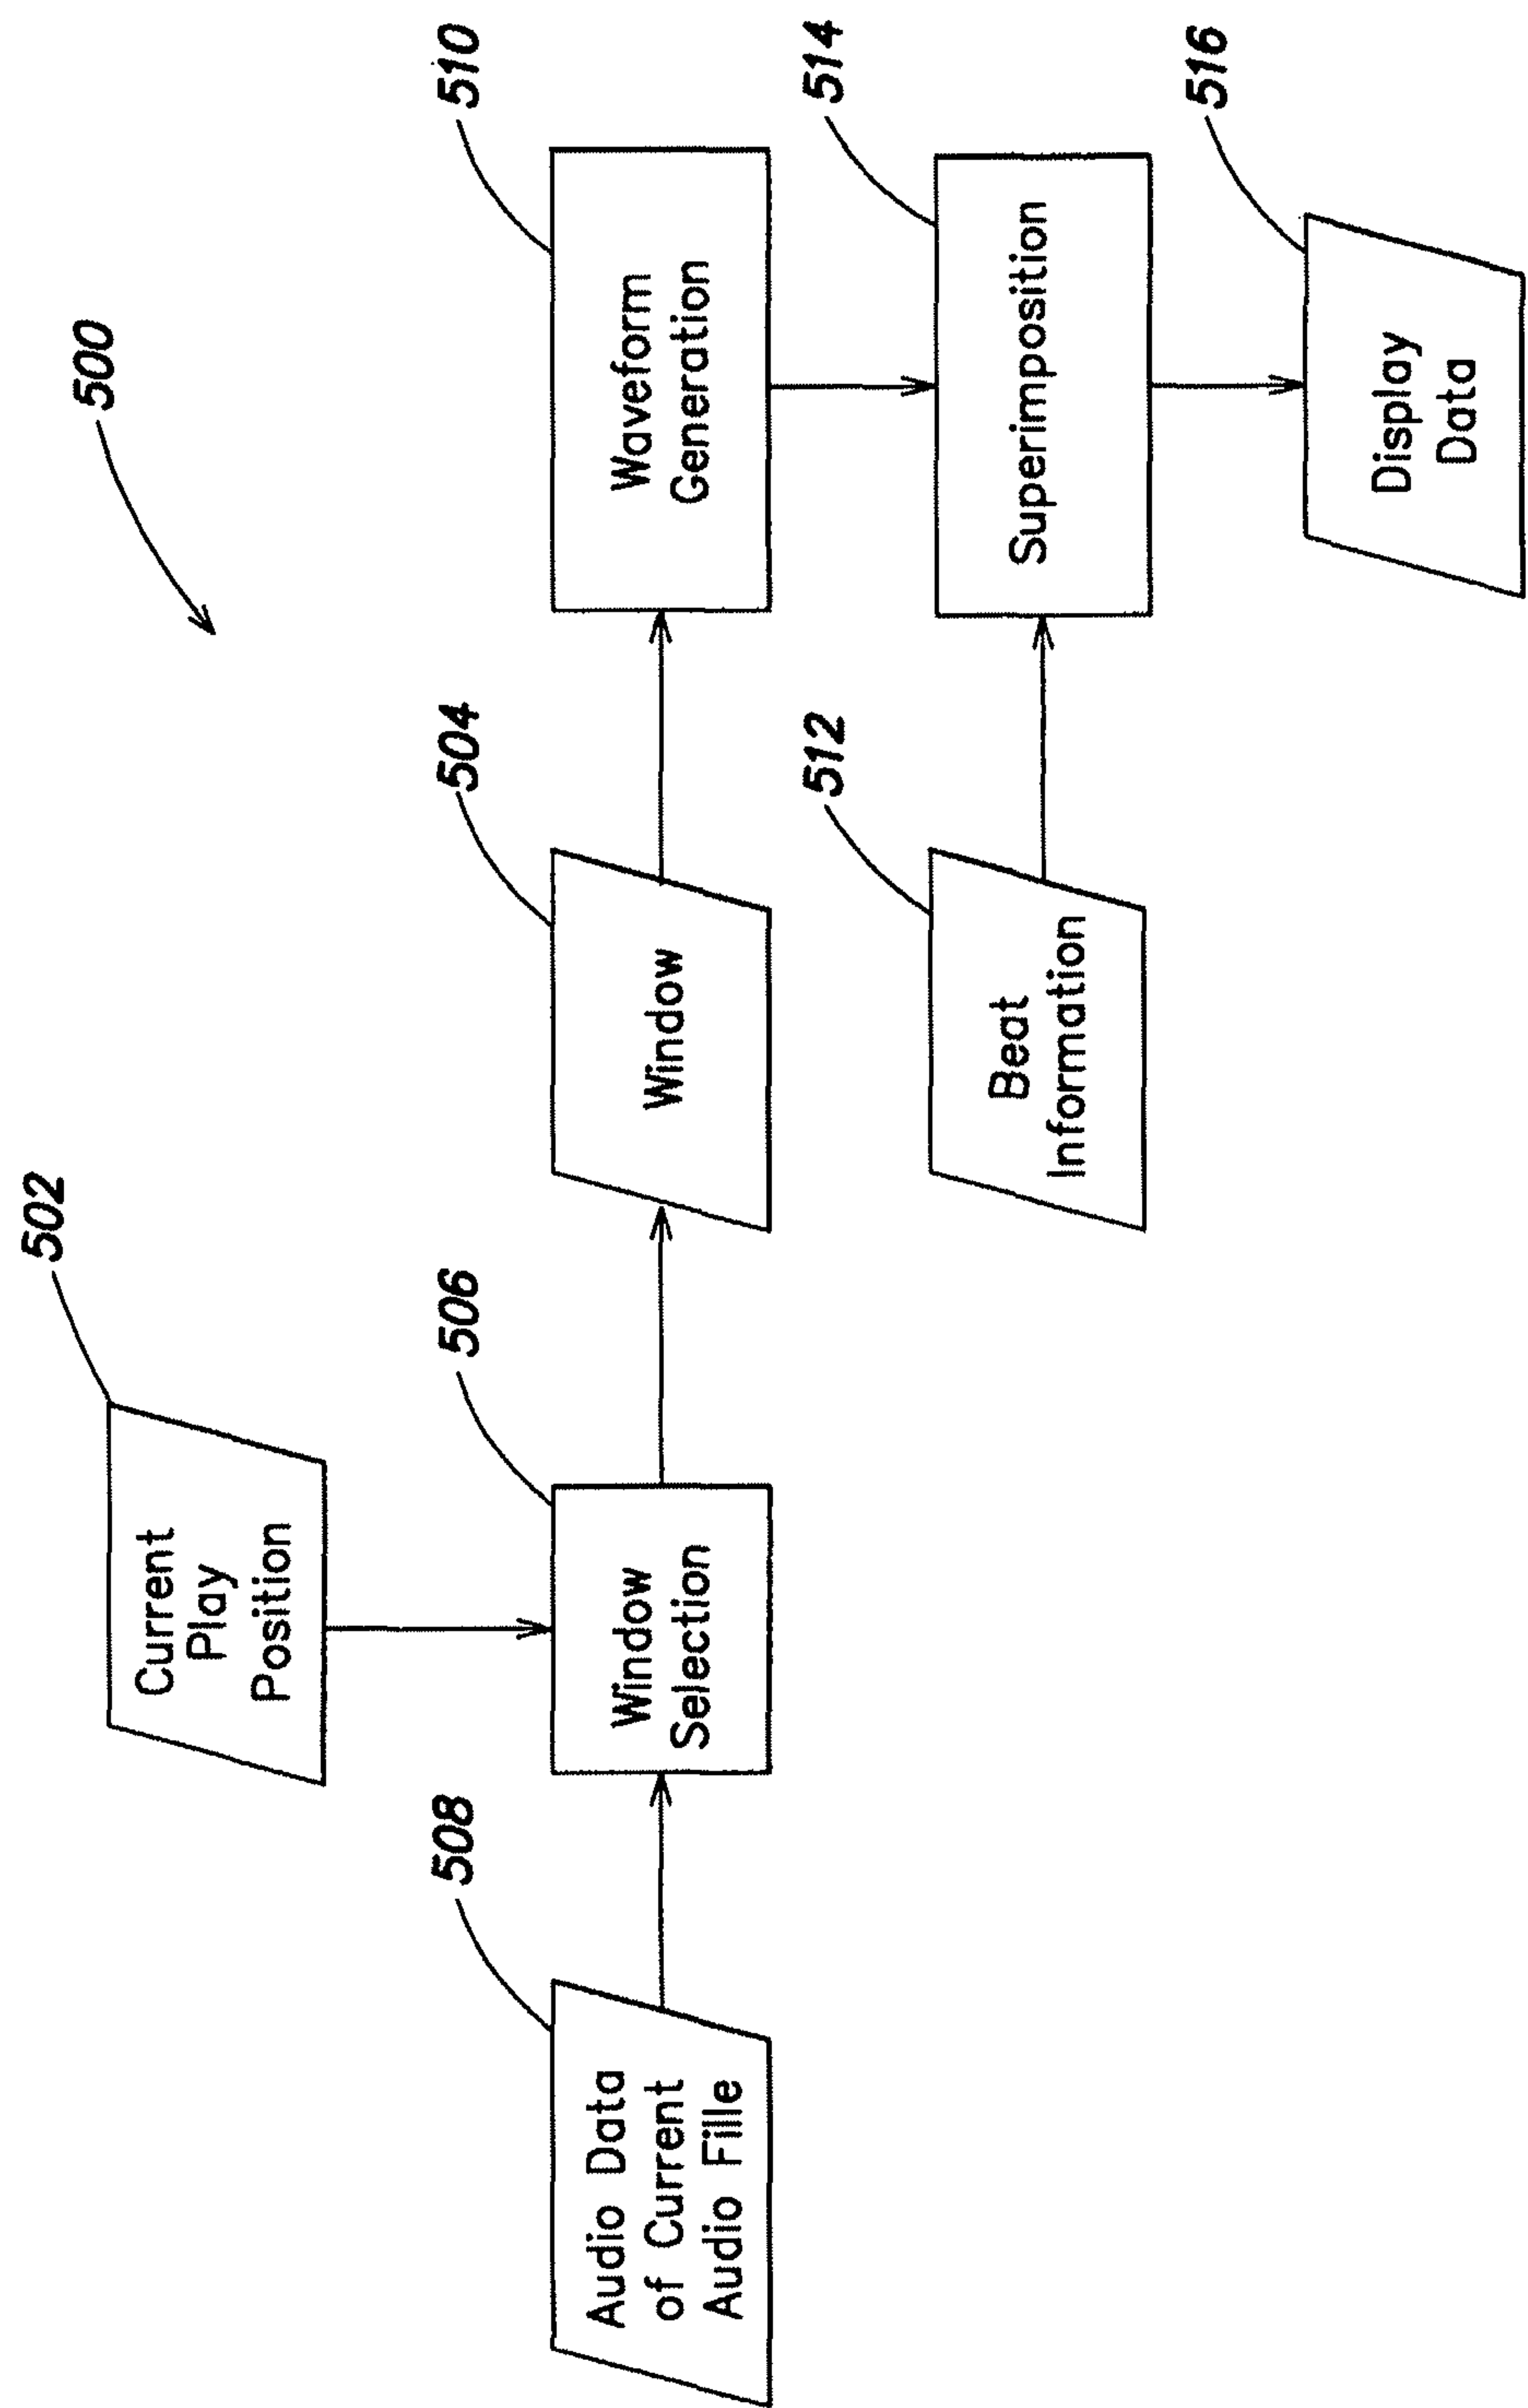 500
502
Current
Play
Position
508
Audio Data
of Current
Audio Fille
506
Window
Selection
504
Window
510
Waveform
Generation
512
Beat
Information
514
Superimposition
516
Display
Data